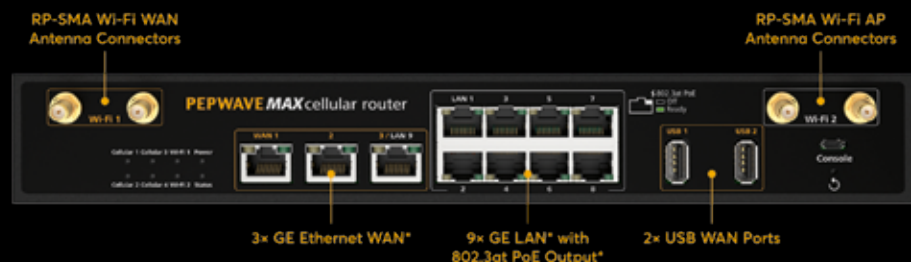 RP-SMA Wi-Fi WAN
Antenna Connectors
RP-SMA Wi-Fi AP
Antenna Connectors
PEPWAVE MAX cellular router
Wi-Fi 1
LAN 1 3 5 7
802.3at PoE
Off
Ready
Wi-Fi 2
WAN 1 2 3 / LAN 9
USB 1 USB 2
Cellular 1 Cellular 3 Wi-Fi 1 Power
Console
Cellular 2 Cellular 4 Wi-Fi 2 Status
2 4 6 8
3x GE Ethernet WAN*
9x GE LAN* with
802.3at PoE Output*
2x USB WAN Ports